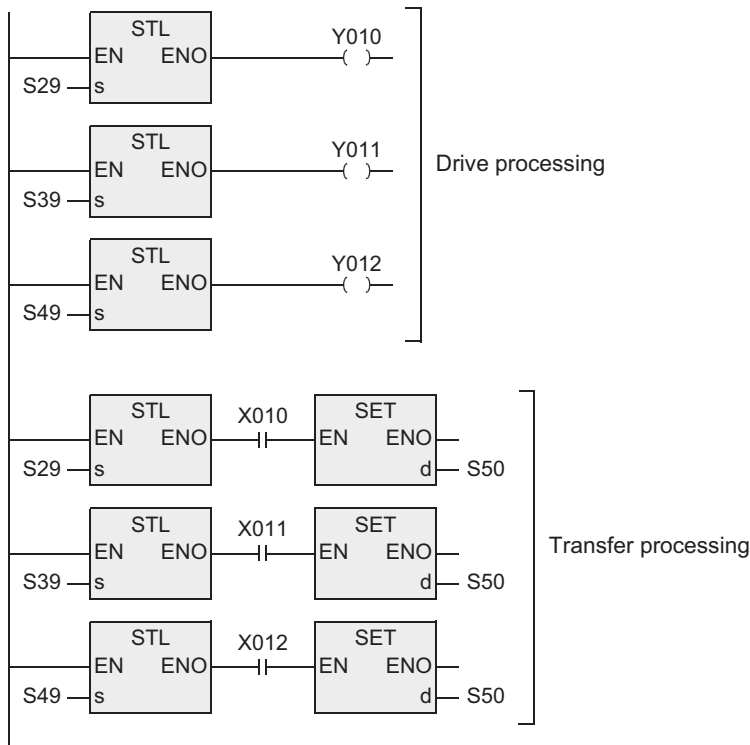 STL
Y010
EN ENO
S29 s
STL
Y011
EN ENO
S39 s
Drive processing
STL
Y012
EN ENO
S49 s
STL
X010
SET
EN ENO
EN ENO
S29 s
d S50
STL
X011
SET
EN ENO
EN ENO
S39 s
d S50
Transfer processing
STL
X012
SET
EN ENO
EN ENO
S49 s
d S50